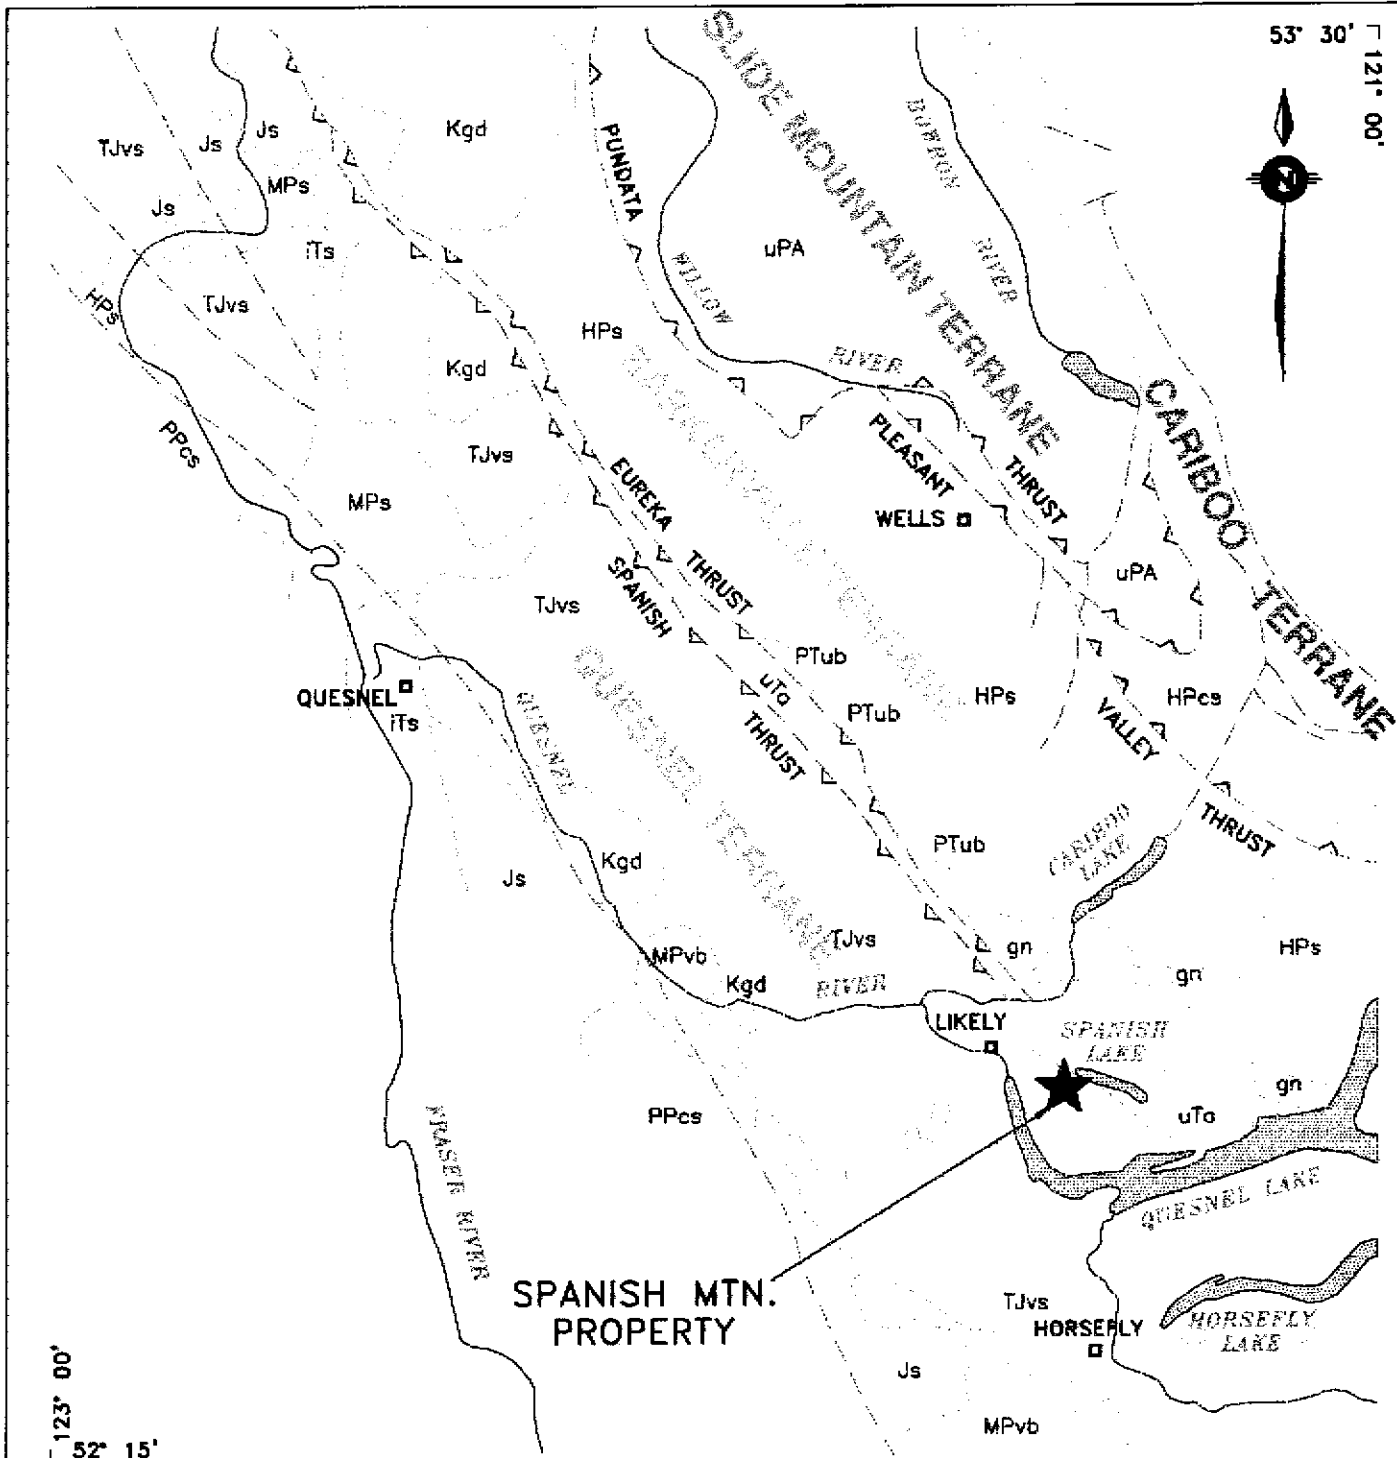 53° 30'
121° 00'
N
SLIDE MOUNTAIN TERRANE
BOWRON
RIVER
Kgd
TJvs
Js
Js
MPs
Js
PUNDATA
iTs
uPA
WILLOW
RIVER
HPs
TJvs
HPs
BARKERVILLE TERRANE
Kgd
CARIBOO TERRANE
PPcs
TJvs
EUREKA
THRUST
PLEASANT
THRUST
MPs
WELLS
uPA
SPANISH
THRUST
TJvs
PTub
uTa
QUESNEL
iTs
QUESNEL
QUESNEL TERRANE
PTub
HPs
HPcs
VALLEY
THRUST
PTub
CARIBOO
LAKE
Kgd
Js
TJvs
MPvb
Kgd
RIVER
gn
gn
HPs
LIKELY
SPANISH
LAKE
gn
uTa
PPcs
FRASER RIVER
QUESNEL LAKE
SPANISH MTN.
PROPERTY
TJvs
HORSEFLY
HORSEFLY
LAKE
Js
MPvb
123° 00'
52° 15'